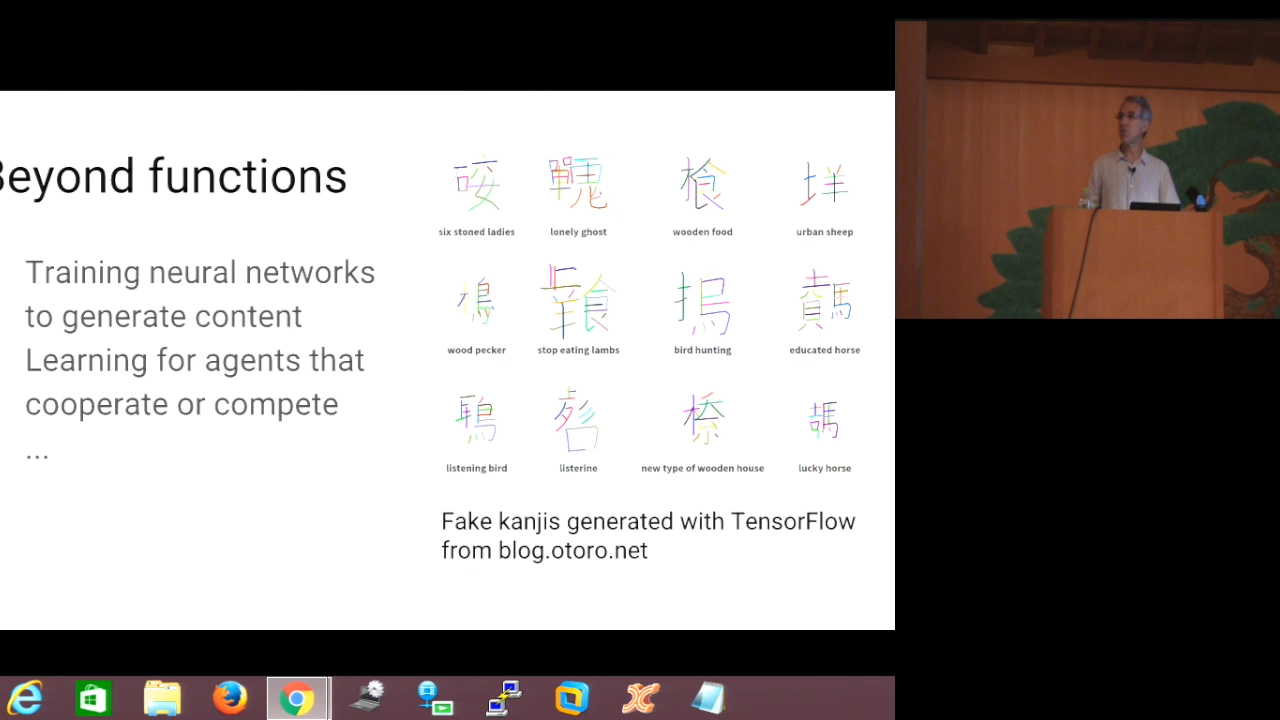 Beyond functions
Training neural networks
to generate content
Learning for agents that
cooperate or compete
...
six stoned ladies
lonely ghost
wooden food
urban sheep
wood pecker
stop eating lambs
bird hunting
educated horse
listening bird
listerine
new type of wooden house
lucky horse
Fake kanjis generated with TensorFlow
from blog.otoro.net